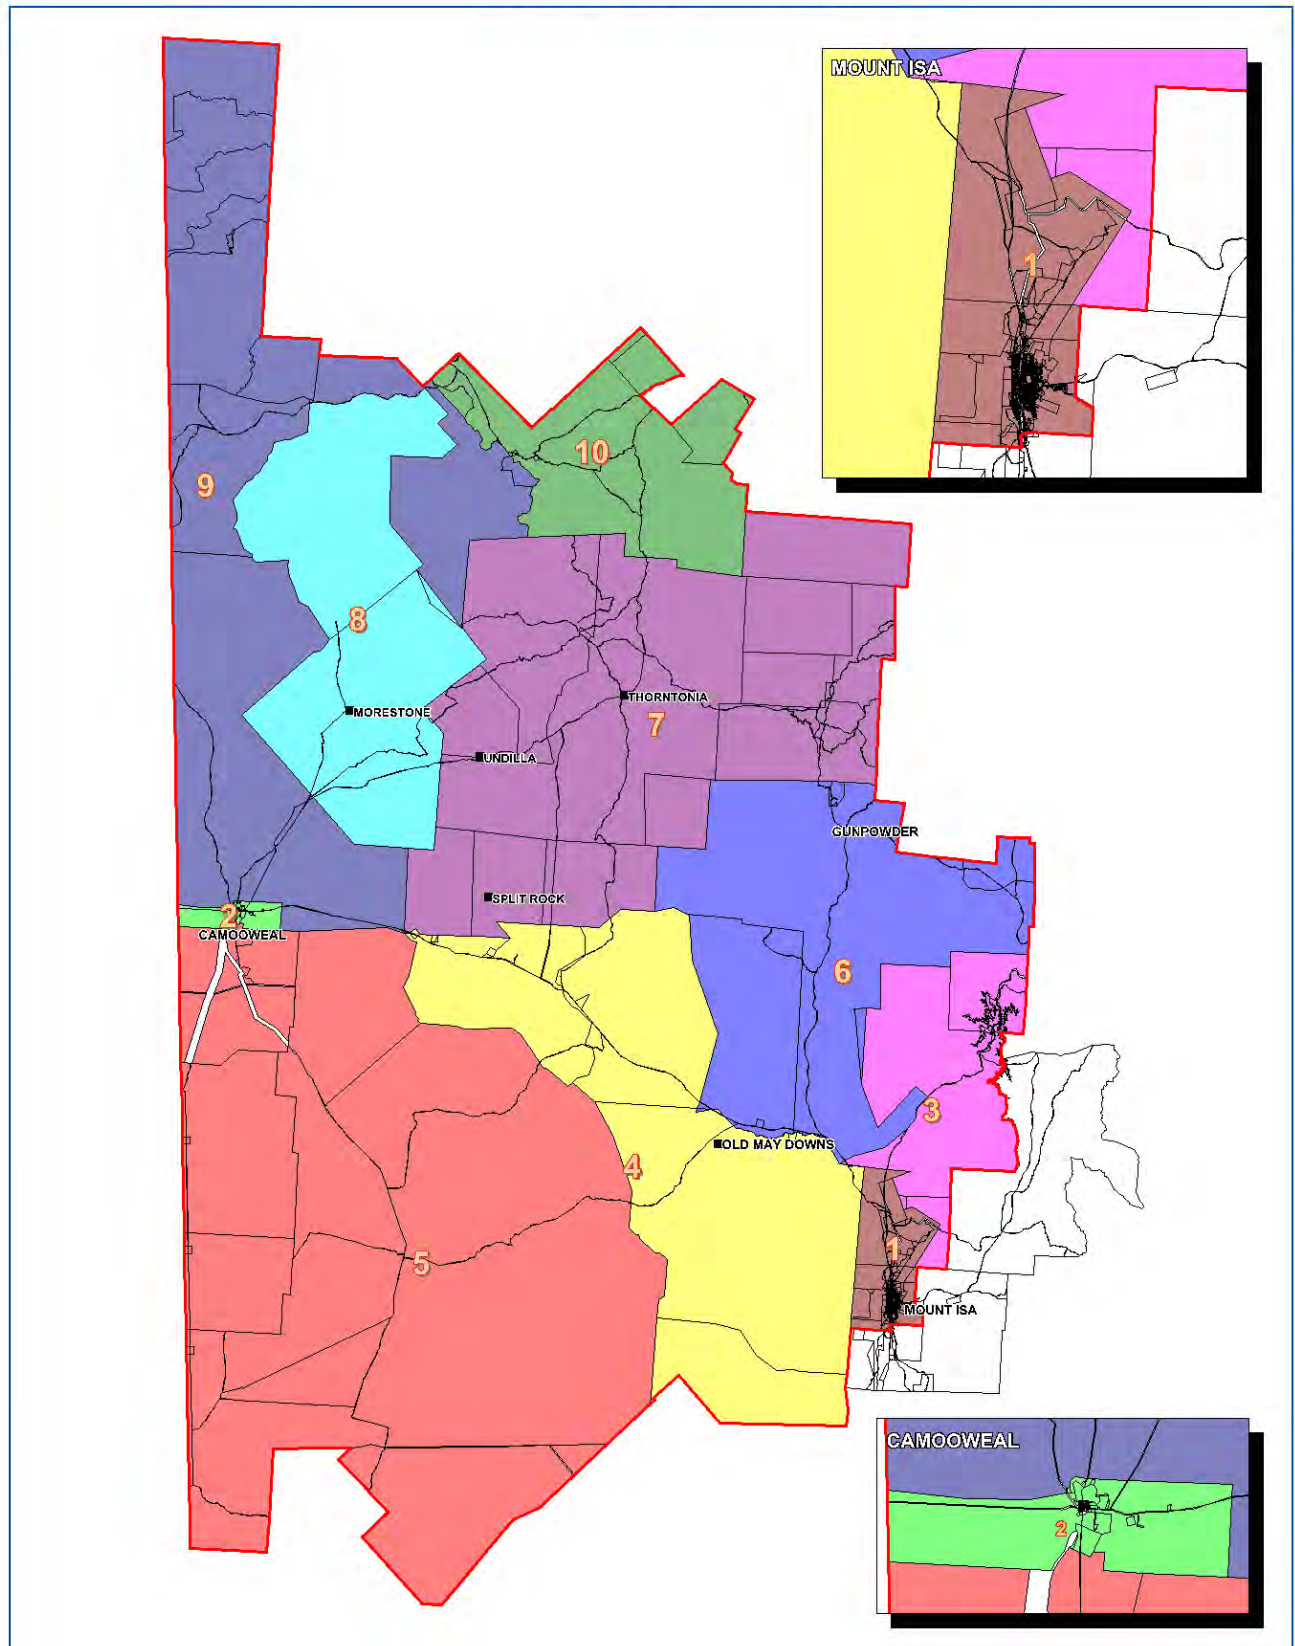 MOUNT ISA
1
10
9
8
THORNTONIA
MORESTONE
7
UNDILLA
GUNPOWDER
SPLIT ROCK
2
CAMOOWEAL
6
3
OLD MAY DOWNS
4
1
5
MOUNT ISA
CAMOOWEAL
2